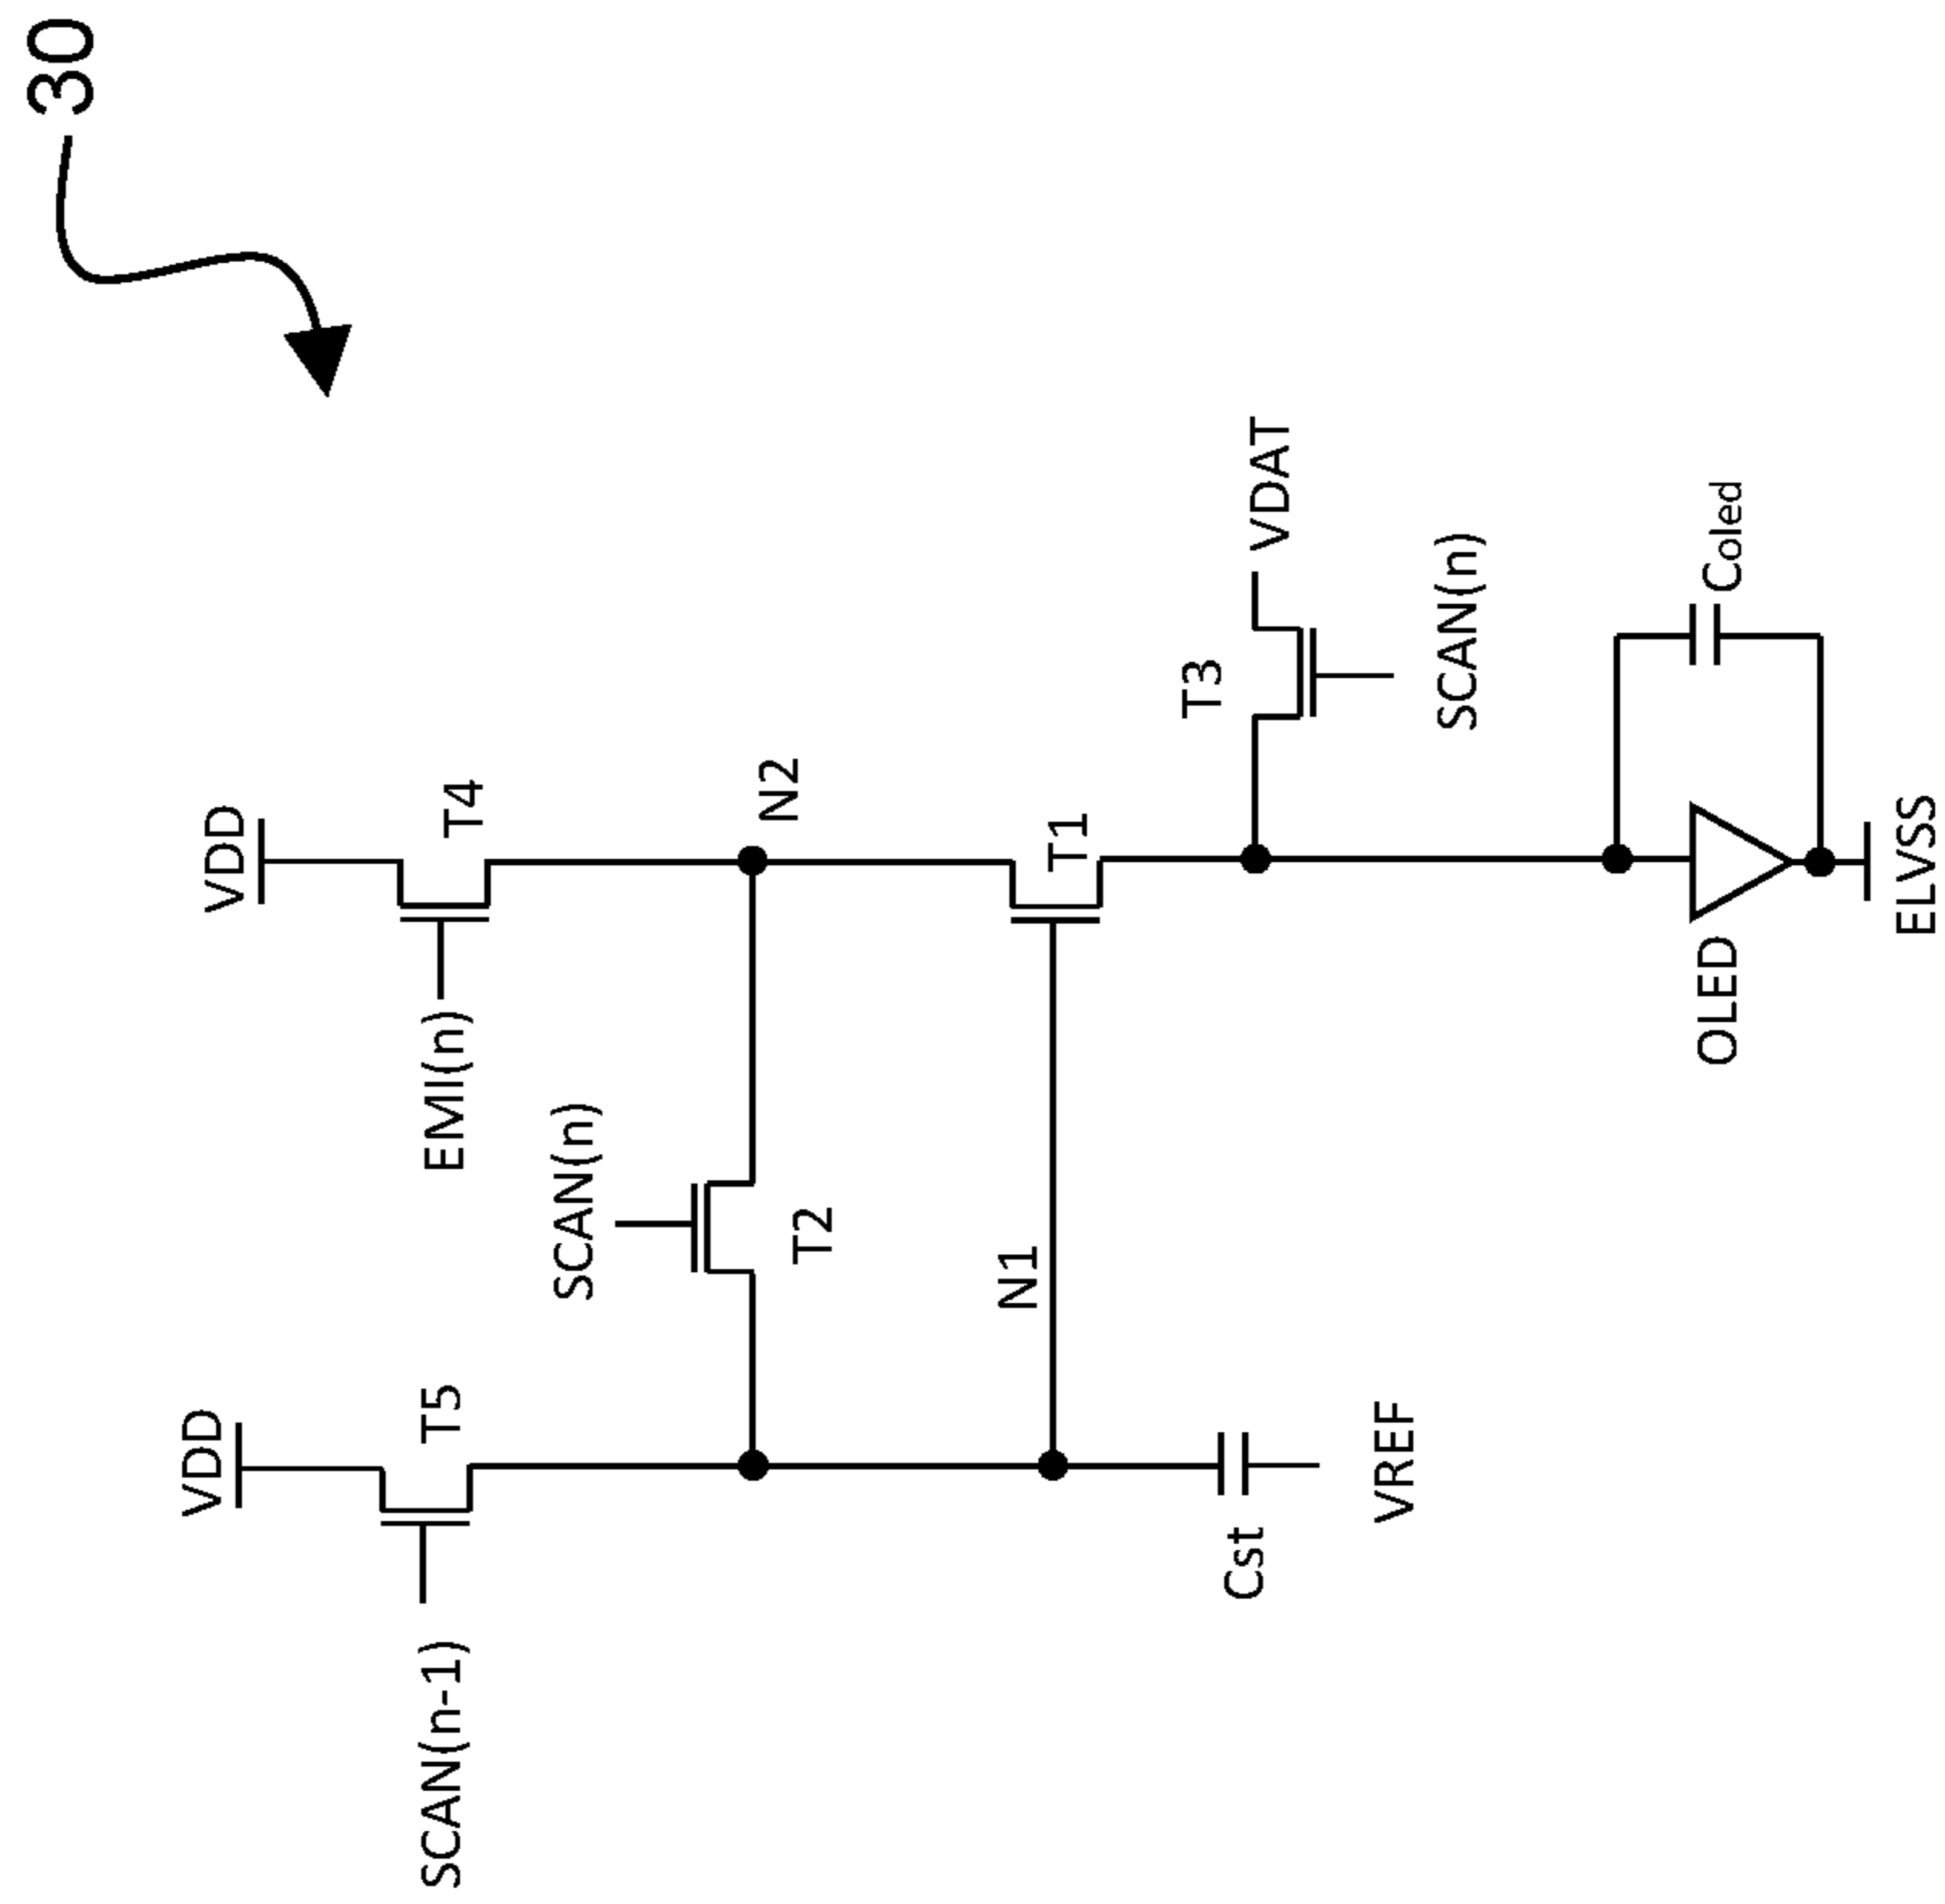 30
VDD
T4
EMI(n)
VDD
T5
SCAN(n-1)
SCAN(n)
T2
N2
N1
T1
T3
VDAT
SCAN(n)
Cst
VREF
Coled
OLED
ELVSS